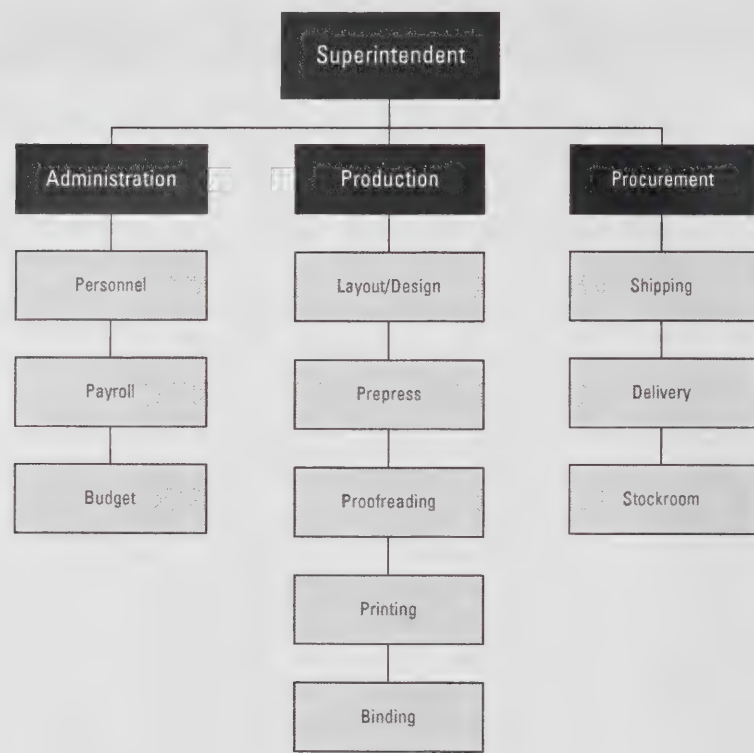 Superintendent
Administration
Production
Procurement
Personnel
Layout/Design
Shipping
Payroll
Prepress
Delivery
Budget
Proofreading
Stockroom
Printing
Binding